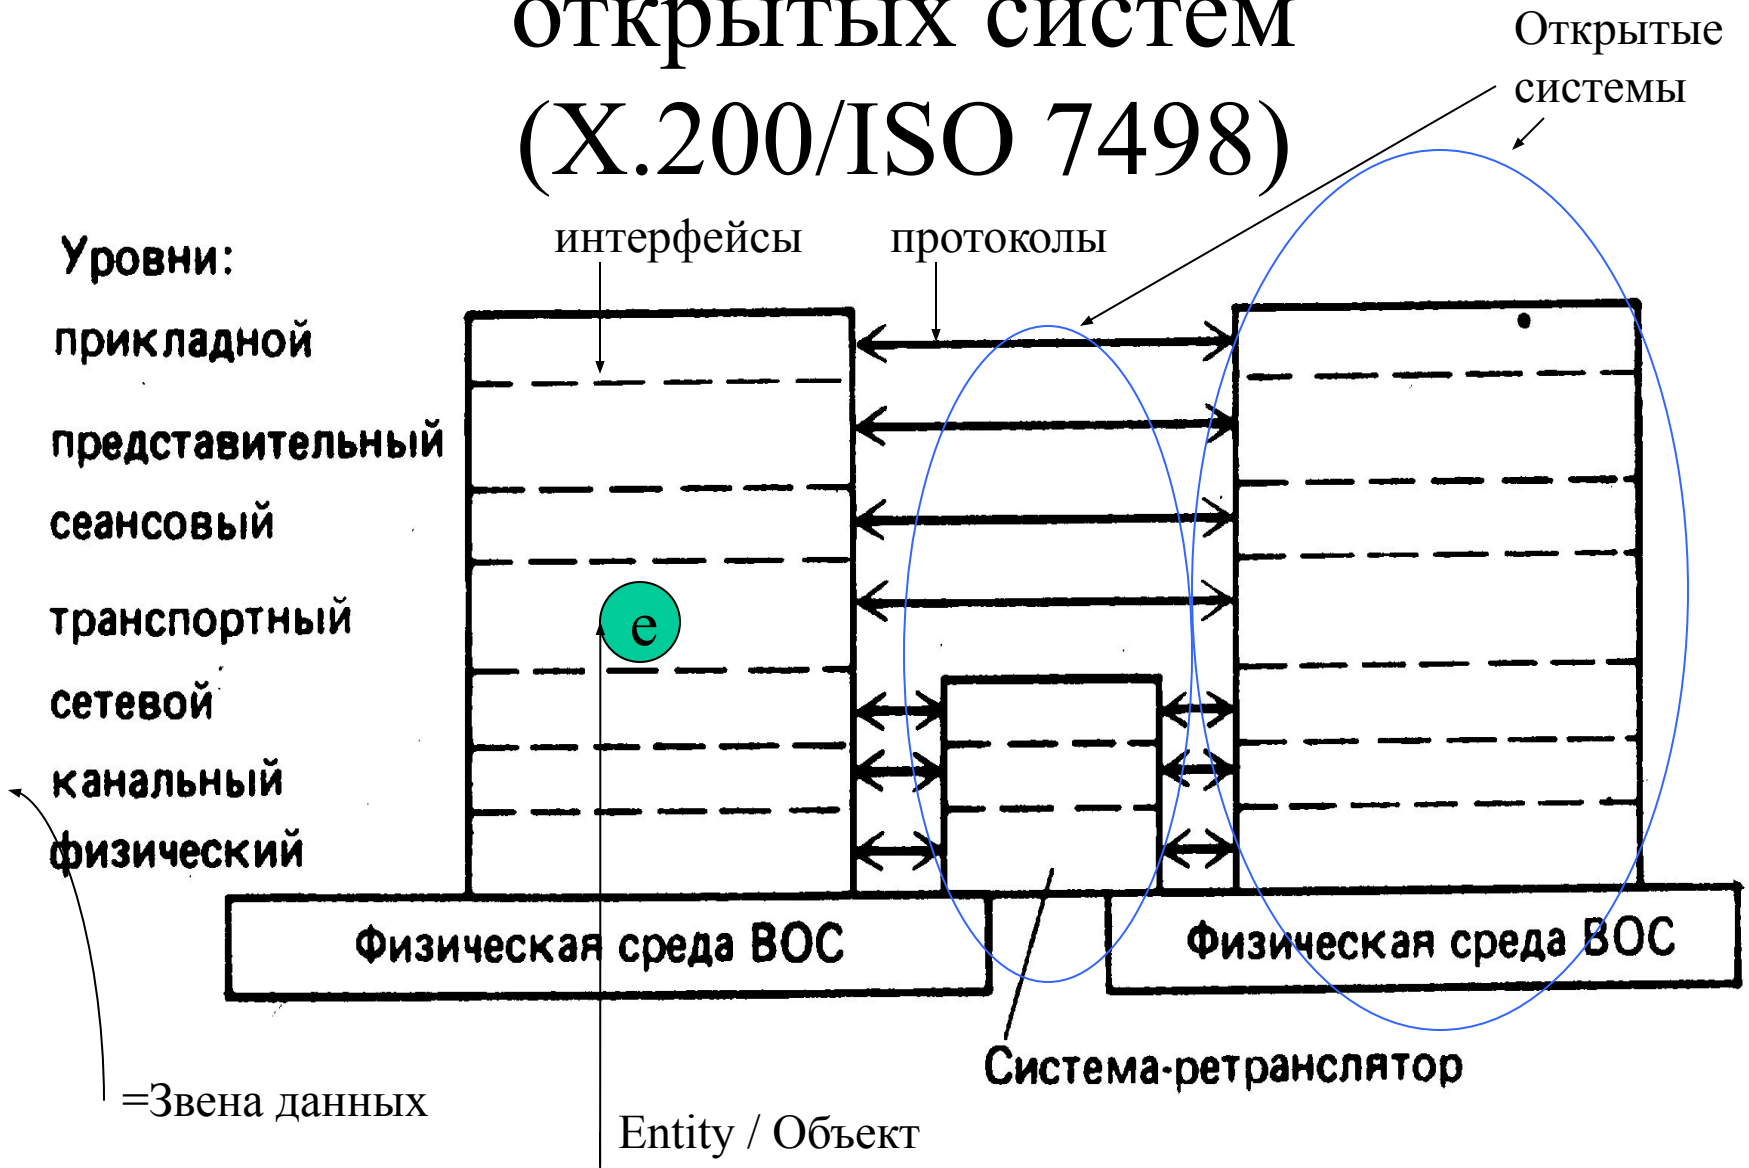 открытых систем
(X.200/ISO 7498)
Открытые
системы
интерфейсы
протоколы
Уровни:
прикладной
представительный
сеансовый
транспортный
e
сетевой
канальный
физический
Физическая среда ВОС
Физическая среда ВОС
Система-ретранслятор
=Звена данных
Entity / Объект